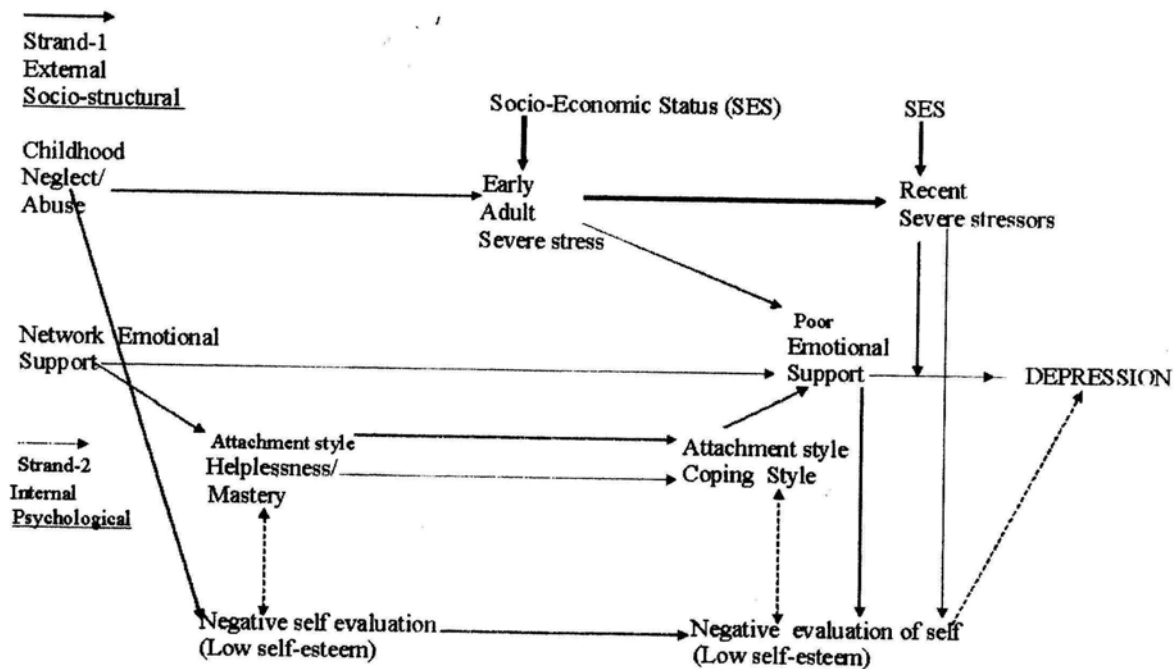 Strand-1
External
Socio-structural
Socio-Economic Status (SES)
SES
Childhood
Neglect/
Abuse
Early
Adult
Severe stress
Recent
Severe stressors
Network Emotional
Support
Poor
Emotional
Support
DEPRESSION
Strand-2
Internal
Psychological
Attachment style
Helplessness/
Mastery
Attachment style
Coping Style
Negative self evaluation
(Low self-esteem)
Negative evaluation of self
(Low self-esteem)